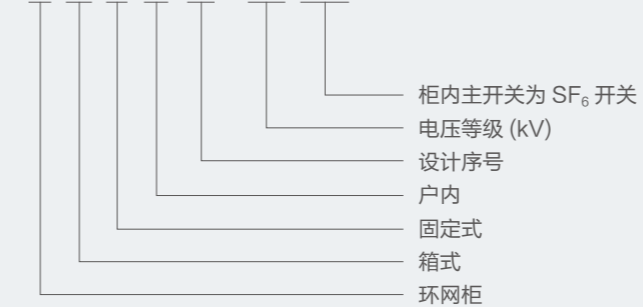 柜内主开关为 SF₆ 开关
电压等级 (kV)
设计序号
户内
固定式
箱式
环网柜